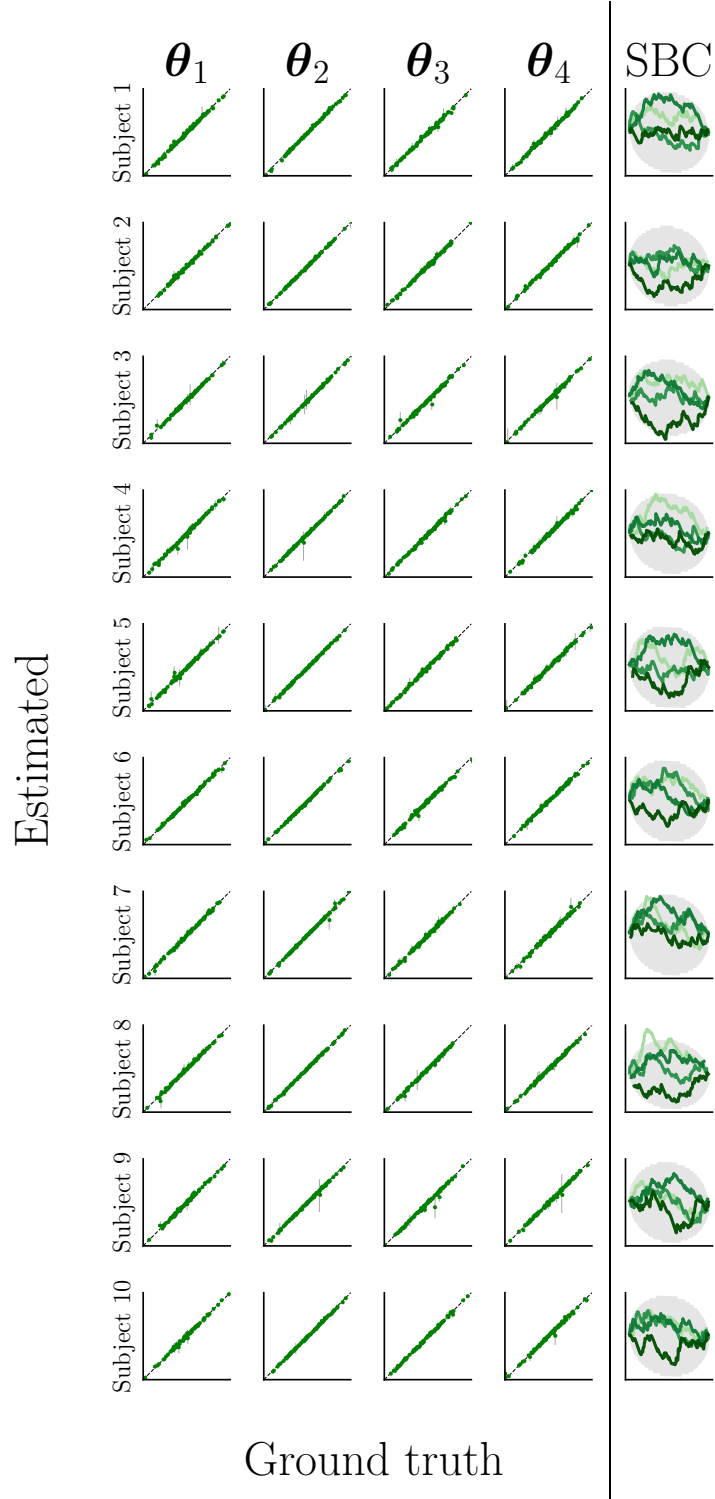 θ₁ θ₂ θ₃ θ₄ SBC
Subject 1
Subject 2
Subject 3
Subject 4
Subject 5
Subject 6
Subject 7
Subject 8
Subject 9
Subject 10
Estimated
Ground truth